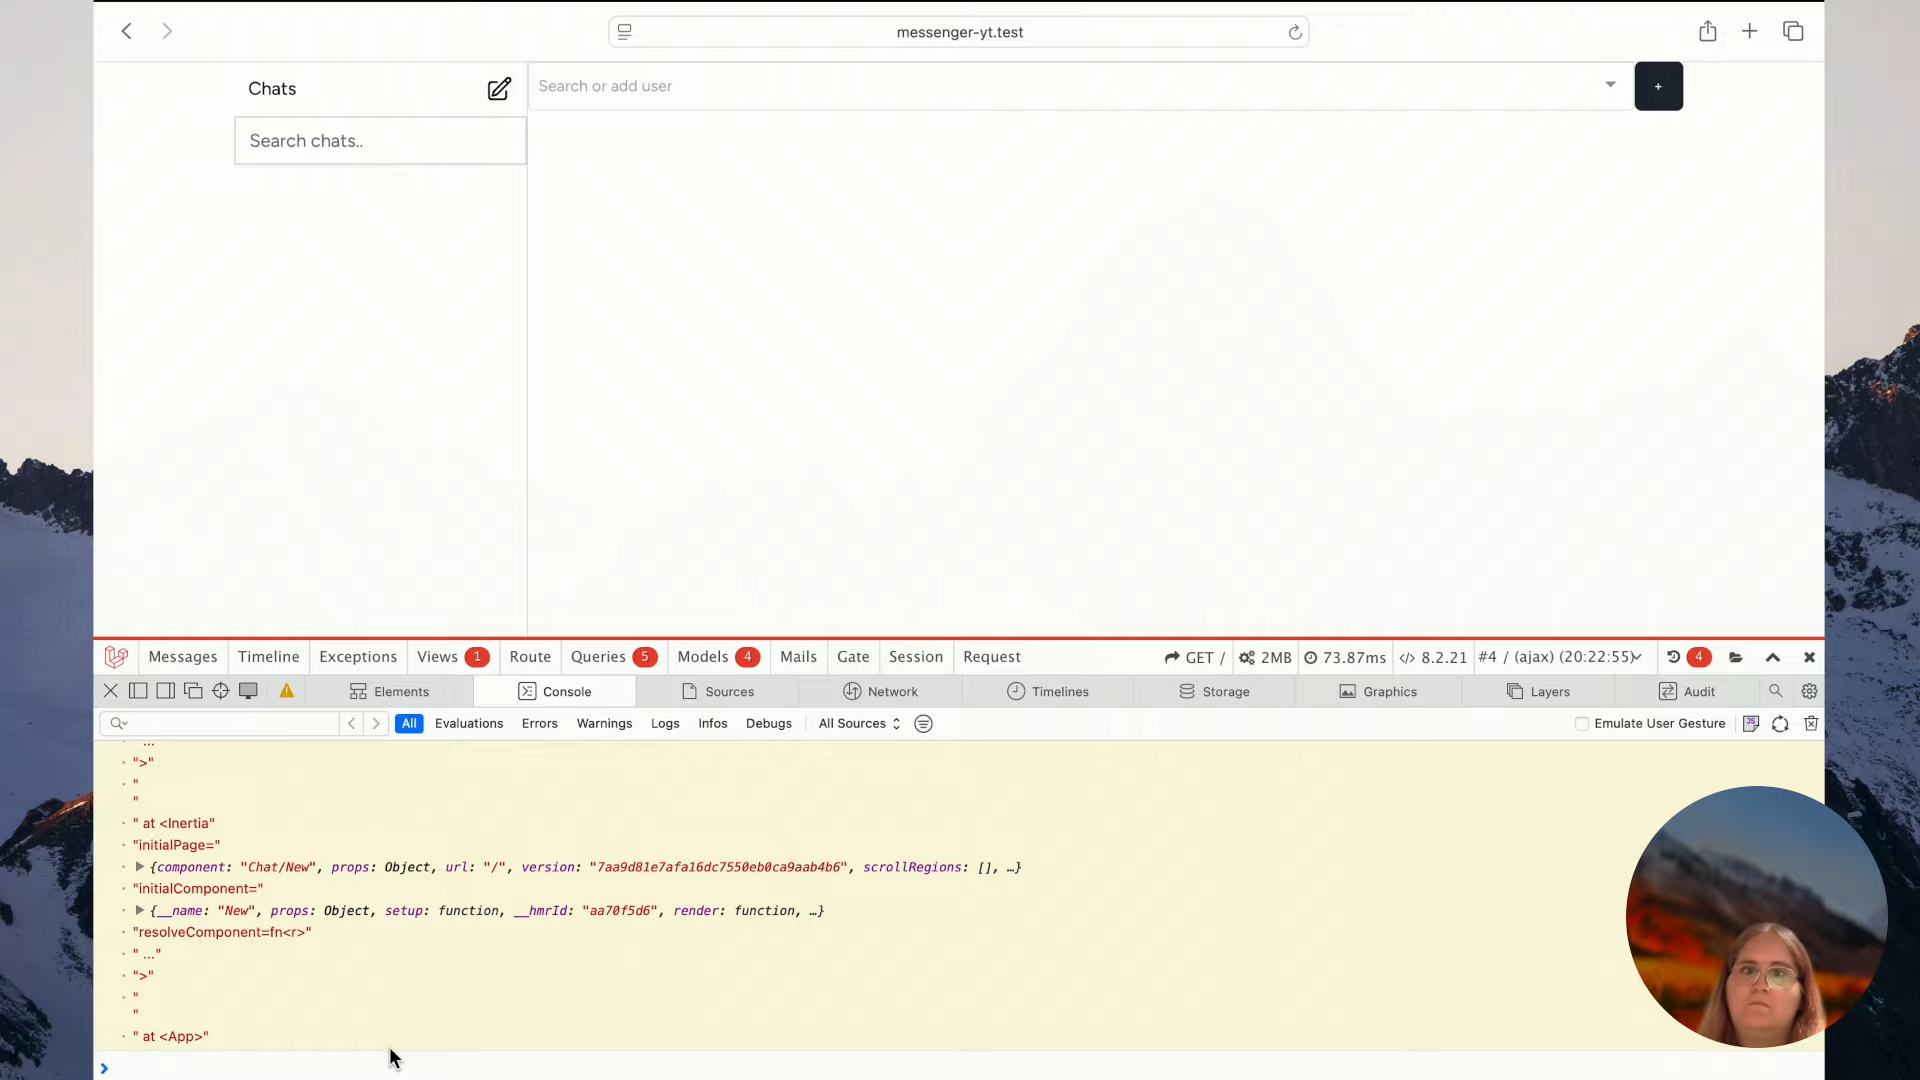 messenger-yt.test
Chats
Search or add user
+
Search chats..
Messages Timeline Exceptions Views 1 Route Queries 5 Models 4 Mails Gate Session Request GET / 2MB 73.87ms 8.2.21 #4 / (ajax) (20:22:55) 4
Elements Console Sources Network Timelines Storage Graphics Layers Audit
All Evaluations Errors Warnings Logs Infos Debugs All Sources Emulate User Gesture
...
">"
"
"
" at <Inertia"
"initialPage="
{component: "Chat/New", props: Object, url: "/", version: "7aa9d81e7afa16dc7550eb0ca9aab4b6", scrollRegions: [], …}
"initialComponent="
{__name: "New", props: Object, setup: function, __hmrId: "aa70f5d6", render: function, …}
"resolveComponent=fn<r>"
" ..."
">"
"
"
" at <App>"